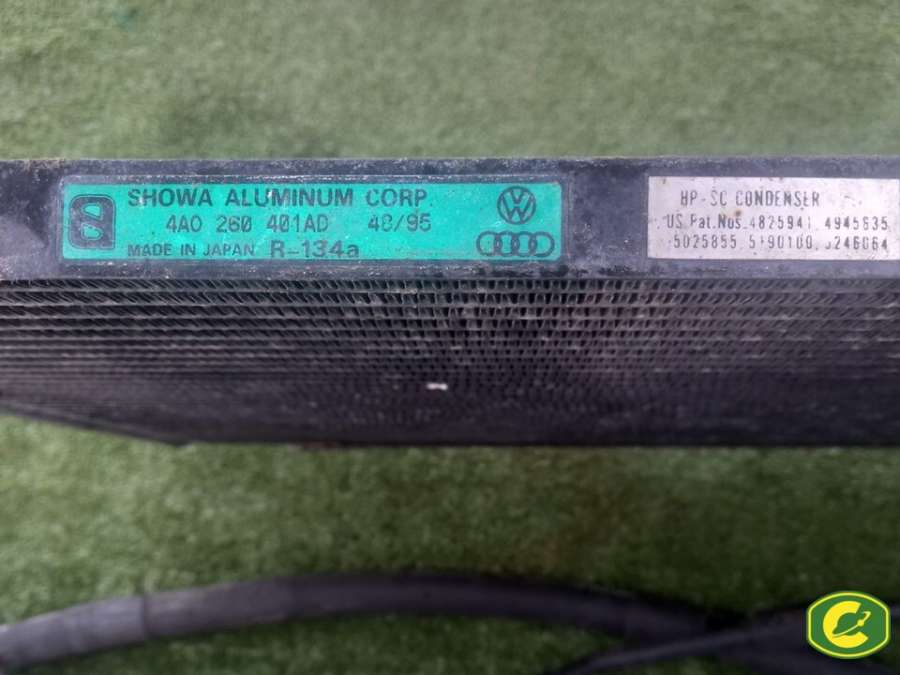 SHOWA ALUMINUM CORP.
4A0 260 401AD 48/95
MADE IN JAPAN R-134a
HP-SC CONDENSER
US Pat.Nos.4825941, 4945635
5025855, 5190100, 5246064